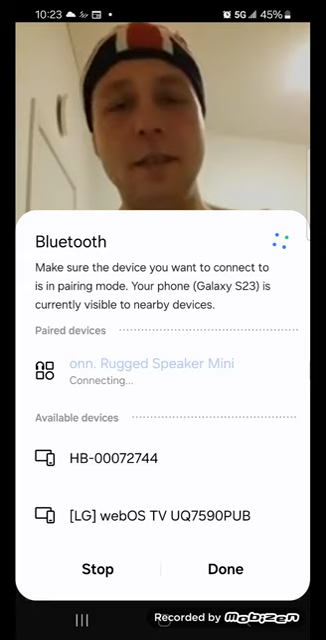 10:23 5G 45%
Bluetooth
Make sure the device you want to connect to
is in pairing mode. Your phone (Galaxy S23) is
currently visible to nearby devices.
Paired devices
onn. Rugged Speaker Mini
Connecting...
Available devices
HB-00072744
[LG] webOS TV UQ7590PUB
Stop Done
Recorded by mobizen